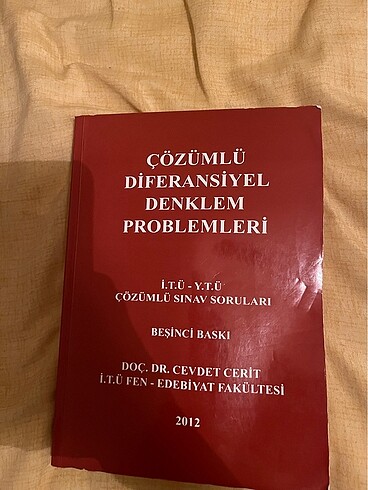 ÇÖZÜMLÜ
DİFERANSİYEL
DENKLEM
PROBLEMLERİ
İ.T.Ü - Y.T.Ü
ÇÖZÜMLÜ SINAV SORULARI
BEŞİNCİ BASKI
DOÇ. DR. CEVDET CERİT
İ.T.Ü FEN - EDEBİYAT FAKÜLTESİ
2012